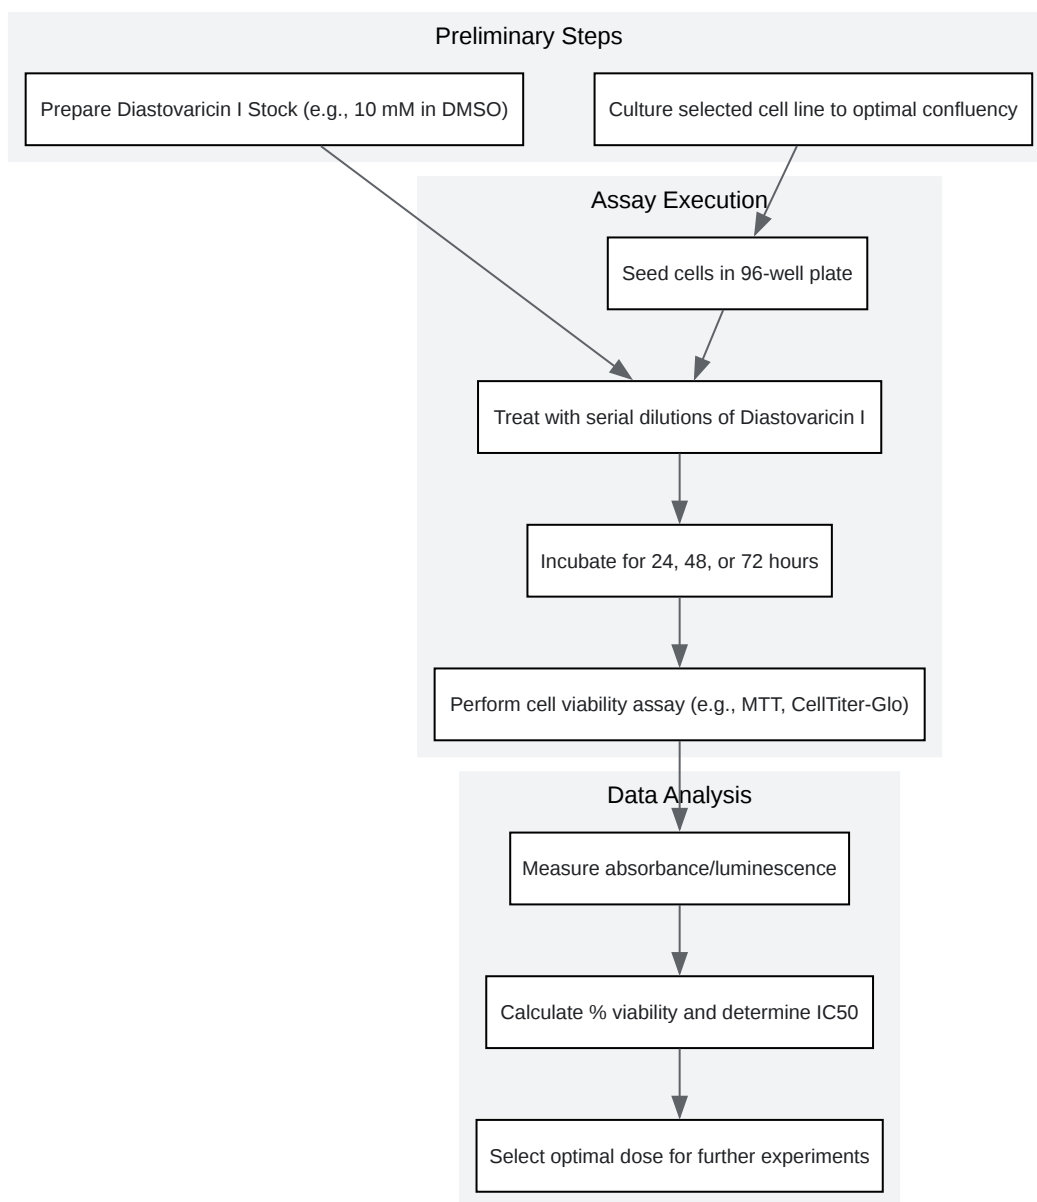 Preliminary Steps
Prepare Diastovaricin I Stock (e.g., 10 mM in DMSO)
Culture selected cell line to optimal confluency
Assay Execution
Seed cells in 96-well plate
Treat with serial dilutions of Diastovaricin I
Incubate for 24, 48, or 72 hours
Perform cell viability assay (e.g., MTT, CellTiter-Glo)
Data Analysis
Measure absorbance/luminescence
Calculate % viability and determine IC50
Select optimal dose for further experiments